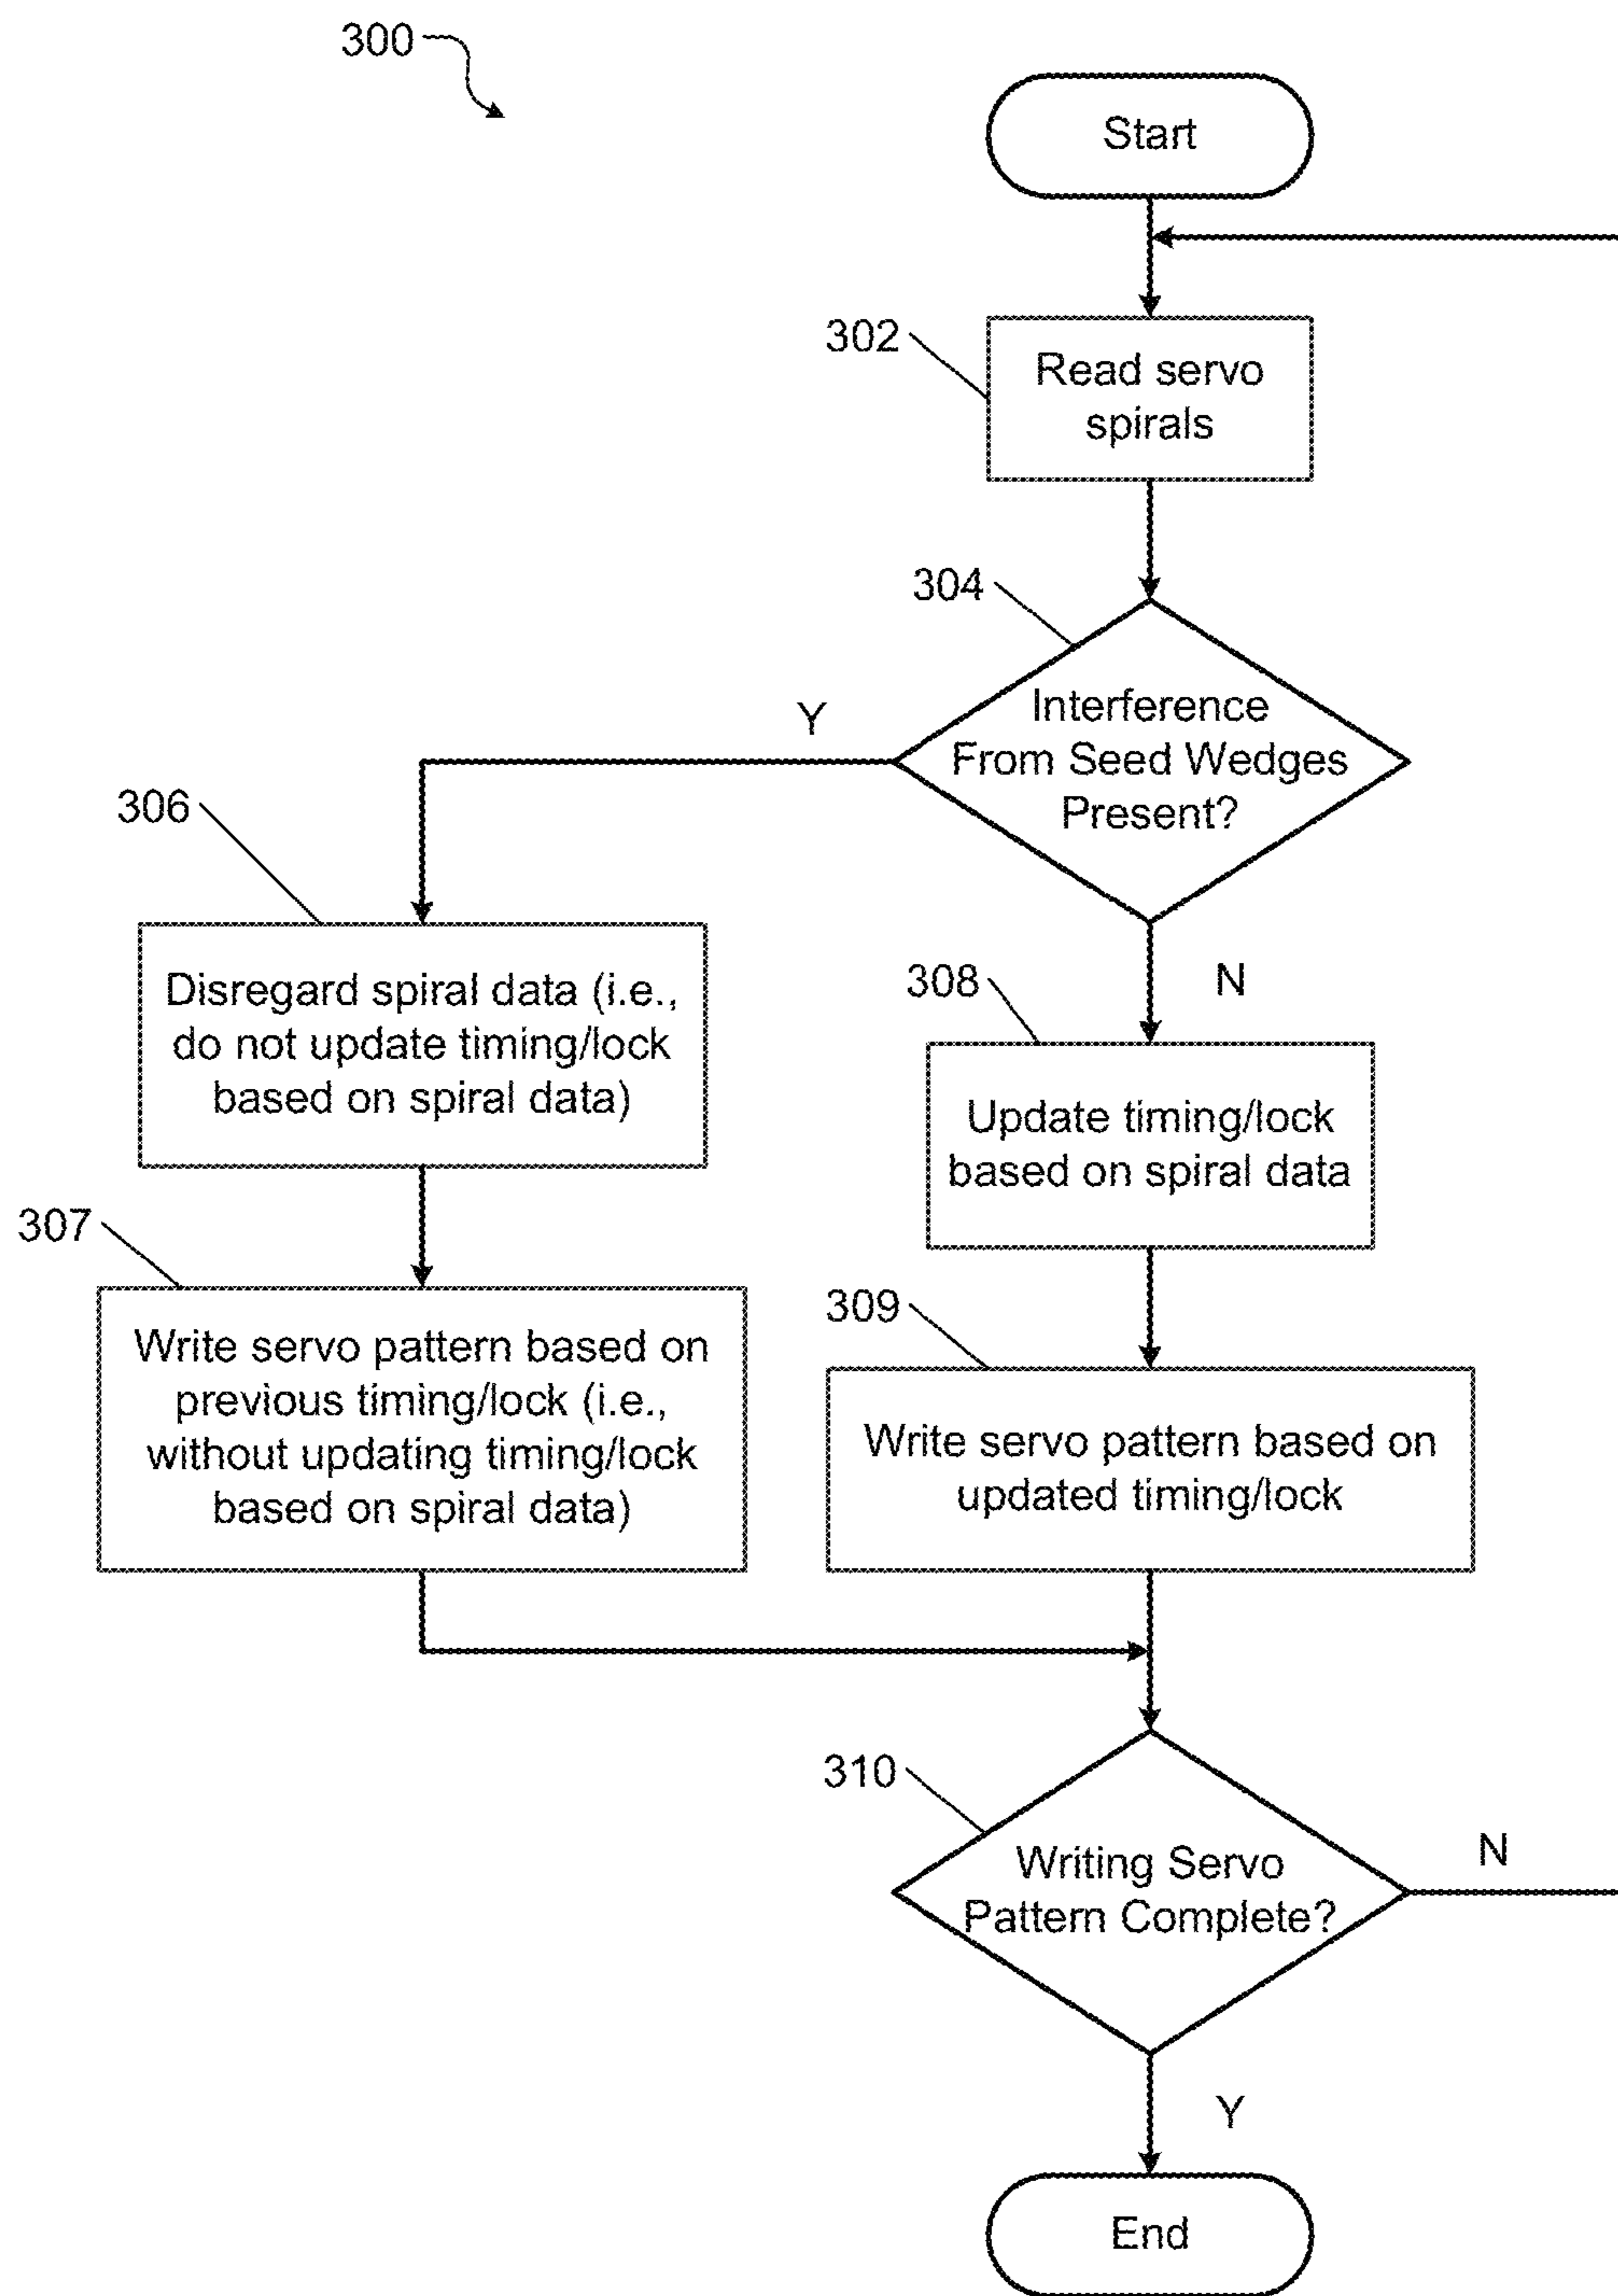 300
Start
302
Read servo
spirals
304
Interference
From Seed Wedges
Present?
Y
N
306
Disregard spiral data (i.e.,
do not update timing/lock
based on spiral data)
308
Update timing/lock
based on spiral data
307
Write servo pattern based on
previous timing/lock (i.e.,
without updating timing/lock
based on spiral data)
309
Write servo pattern based on
updated timing/lock
310
Writing Servo
Pattern Complete?
N
Y
End